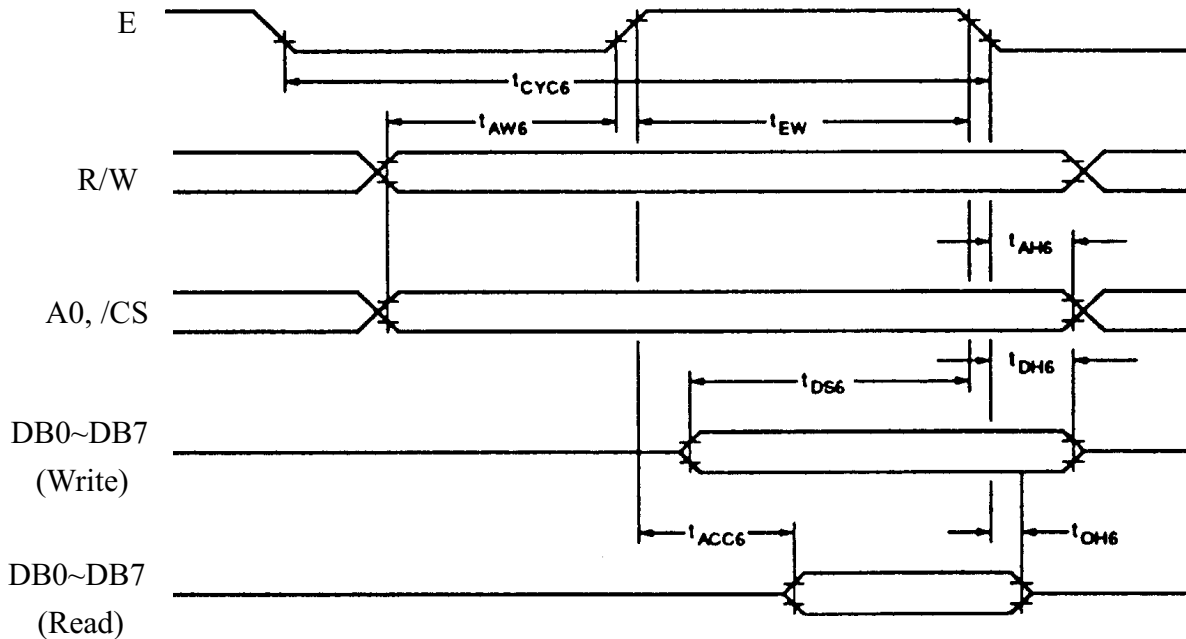 E
tCYC6
tAW6
tEW
R/W
tAH6
A0, /CS
tDH6
tDS6
DB0~DB7
(Write)
tACC6
tOH6
DB0~DB7
(Read)